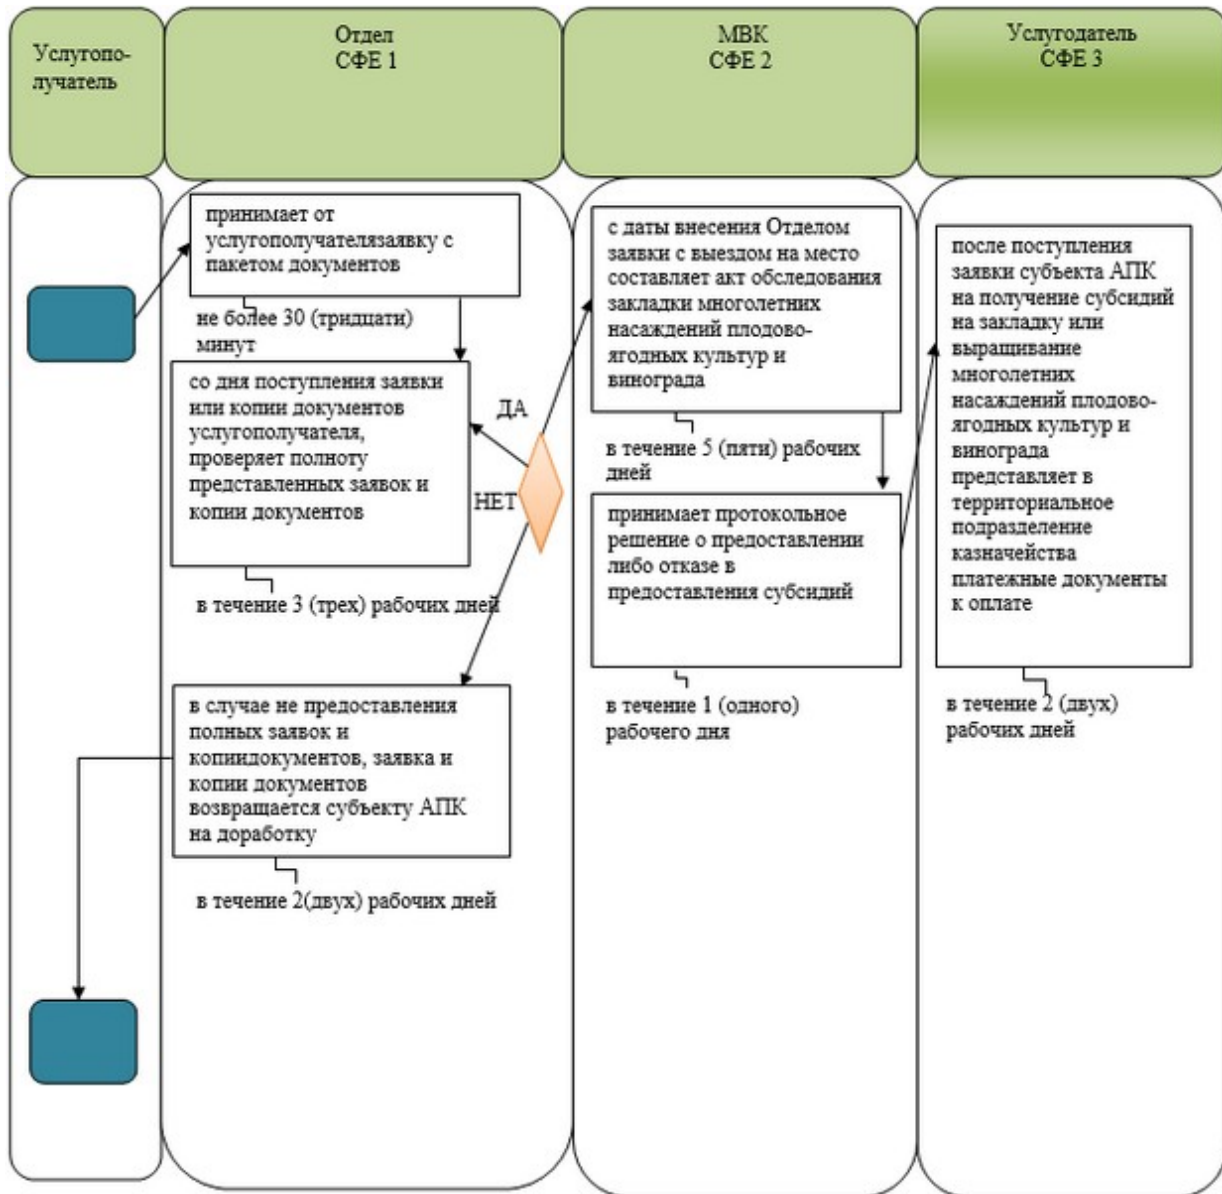 Услугопо-
лучатель
Отдел
СФЕ 1
МВК
СФЕ 2
Услугодатель
СФЕ 3
принимает от
услугополучателязаявку с
пакетом документов
не более 30 (тридцати)
минут
со дня поступления заявки
или копии документов
услугополучателя,
проверяет полноту
представленных заявок и
копии документов
в течение 3 (трех) рабочих дней
ДА
НЕТ
в случае не предоставления
полных заявок и
копиидокументов, заявка и
копии документов
возвращается субъекту АПК
на доработку
в течение 2(двух) рабочих дней
с даты внесения Отделом
заявки с выездом на место
составляет акт обследования
закладки многолетних
насаждений плодово-
ягодных культур и
винограда
в течение 5 (пяти) рабочих
дней
принимает протокольное
решение о предоставлении
либо отказе в
предоставления субсидий
в течение 1 (одного)
рабочего дня
после поступления
заявки субъекта АПК
на получение субсидий
на закладку или
выращивание
многолетних
насаждений плодово-
ягодных культур и
винограда
представляет в
территориальное
подразделение
казначейства
платежные документы
к оплате
в течение 2 (двух)
рабочих дней